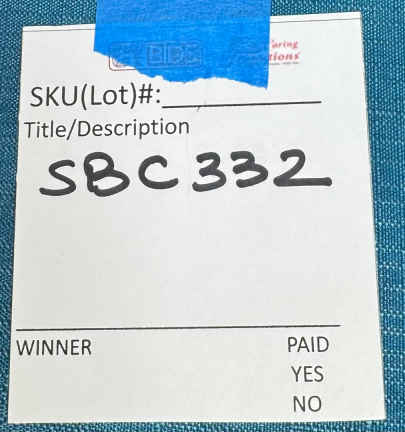 SKU(Lot)#:
Title/Description
SBC332
WINNER PAID
YES
NO